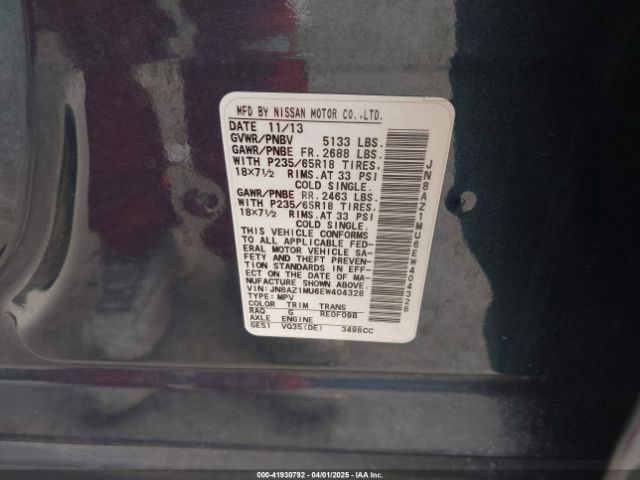 MFD BY NISSAN MOTOR CO.,LTD.
DATE 11/13
GVWR/PNBV 5133 LBS.
GAWR/PNBE FR. 2688 LBS.
WITH P235/65R18 TIRES.
18×7½ RIMS.AT 33 PSI
COLD SINGLE.
GAWR/PNBE RR. 2463 LBS.
WITH P235/65R18 TIRES.
18×7½ RIMS.AT 33 PSI
COLD SINGLE.
THIS VEHICLE CONFORMS
TO ALL APPLICABLE FED-
ERAL MOTOR VEHICLE SA-
FETY AND THEFT PREVEN-
TION STANDARDS IN EFF-
ECT ON THE DATE OF MA-
NUFACTURE SHOWN ABOVE.
VIN: JN8AZ1MU6EW404328
TYPE: MPV
COLOR TRIM TRANS
RAQ G RE0F09B
AXLE ENGINE
GE51 VQ35(DE) 3498CC
JN8AZ1MU6EW404328
000-41930792 - 04/01/2025 - IAAI.COM